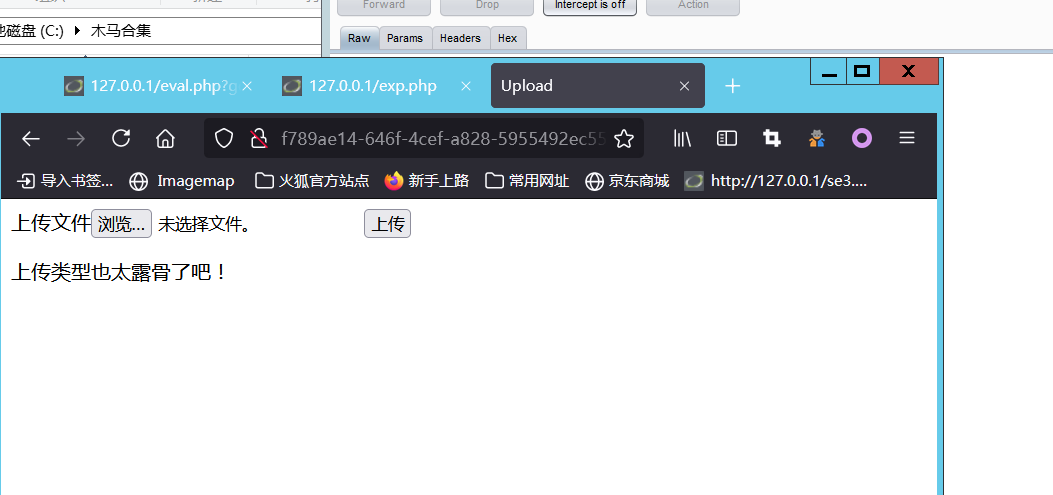 Forward Drop Intercept is off Action
磁盘 (C:) 木马合集
Raw Params Headers Hex
127.0.0.1/eval.php?g 127.0.0.1/exp.php Upload
f789ae14-646f-4cef-a828-5955492ec55
导入书签... Imagemap 火狐官方站点 新手上路 常用网址 京东商城 http://127.0.0.1/se3....
上传文件 浏览... 未选择文件。 上传
上传类型也太露骨了吧！